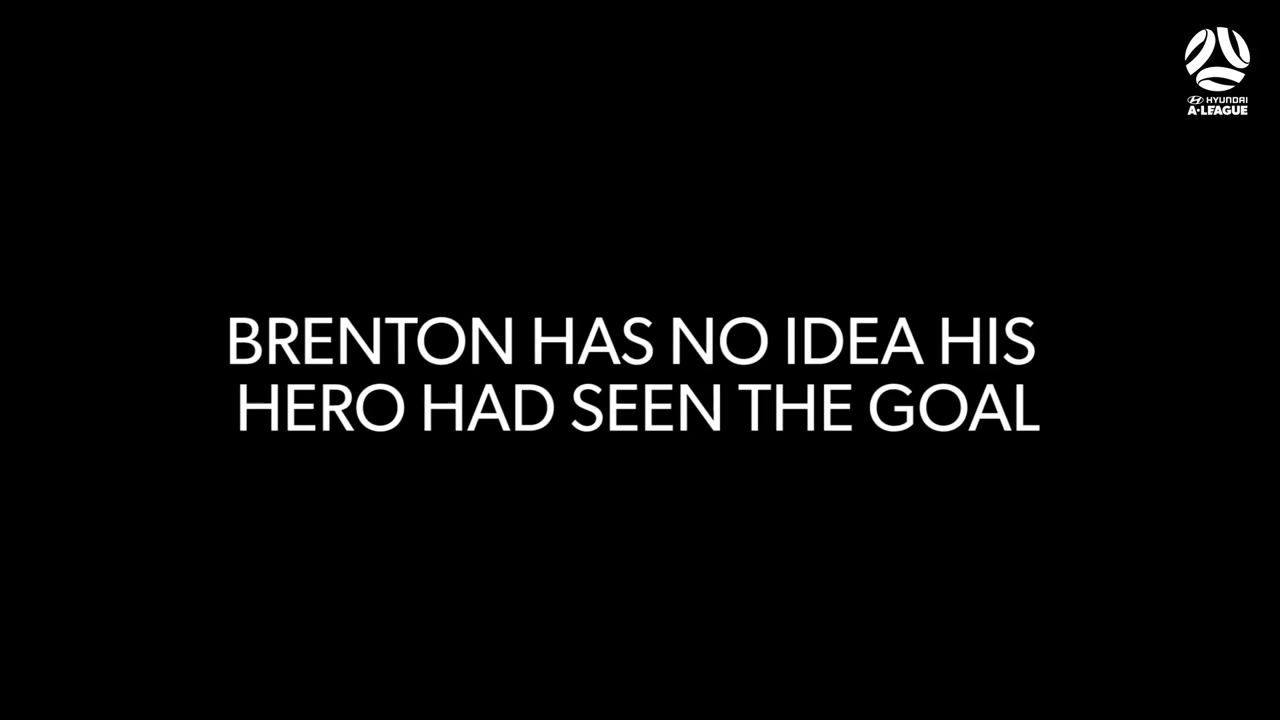 HYUNDAI
A-LEAGUE
BRENTON HAS NO IDEA HIS
HERO HAD SEEN THE GOAL